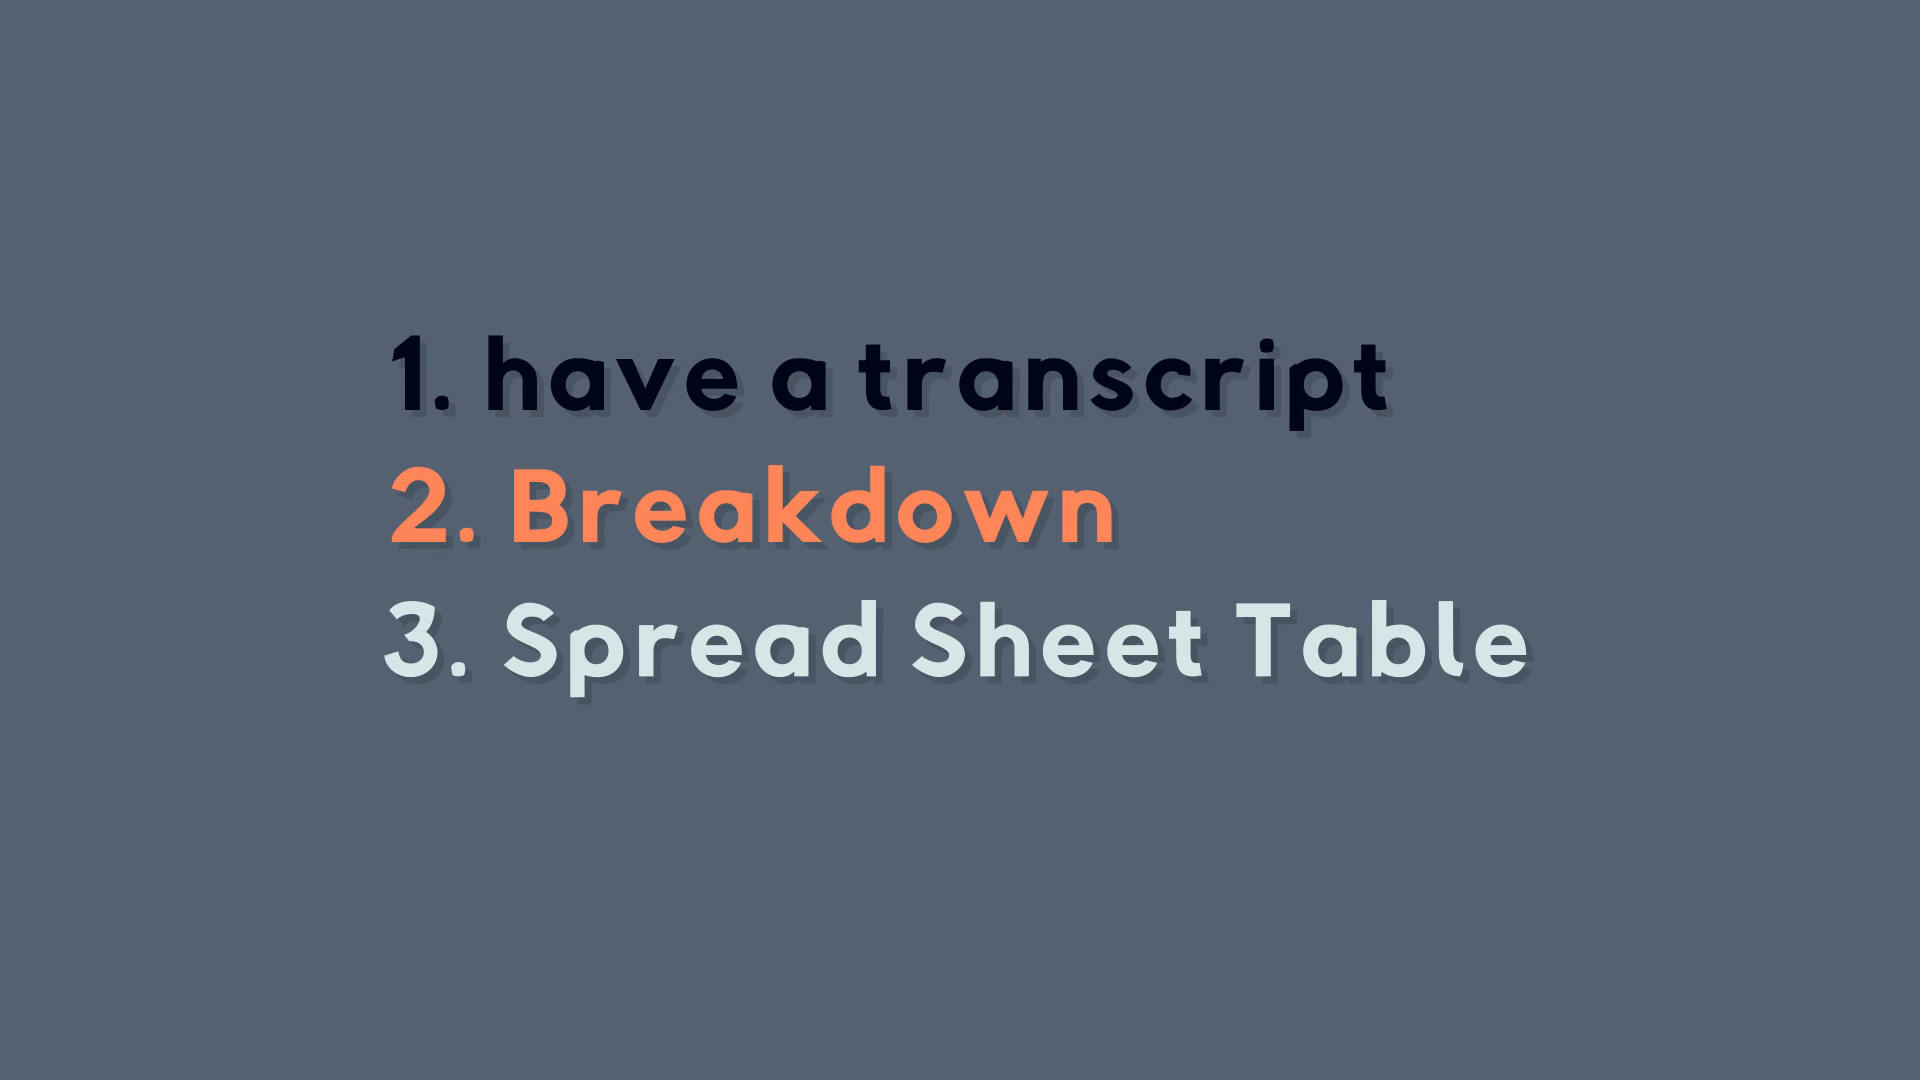 1. have a transcript
2. Breakdown
3. Spread Sheet Table